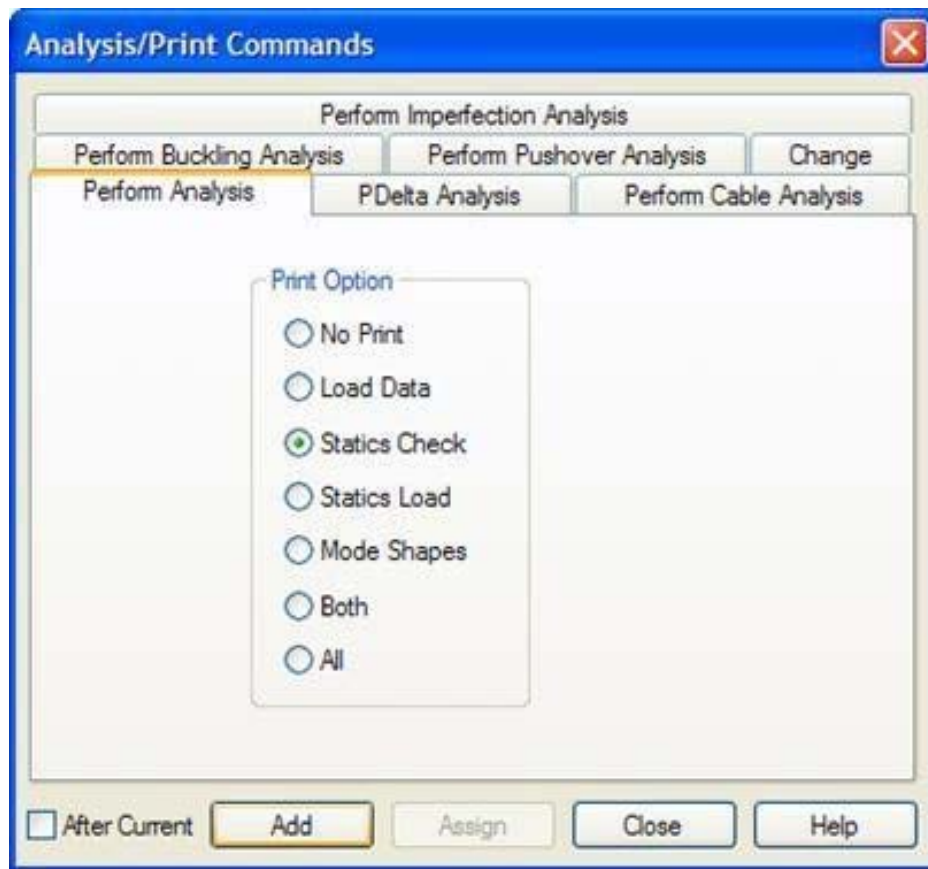 Analysis/Print Commands
Perform Imperfection Analysis
Perform Buckling Analysis Perform Pushover Analysis Change
Perform Analysis PDelta Analysis Perform Cable Analysis
Print Option
No Print
Load Data
Statics Check
Statics Load
Mode Shapes
Both
All
After Current Add Assign Close Help